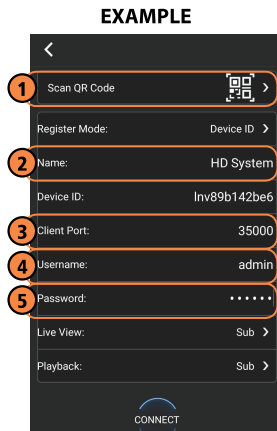 EXAMPLE
1 Scan QR Code
Register Mode: Device ID
2 Name: HD System
Device ID: lnv89b142be6
3 Client Port: 35000
4 Username: admin
5 Password: ••••••
Live View: Sub
Playback: Sub
CONNECT